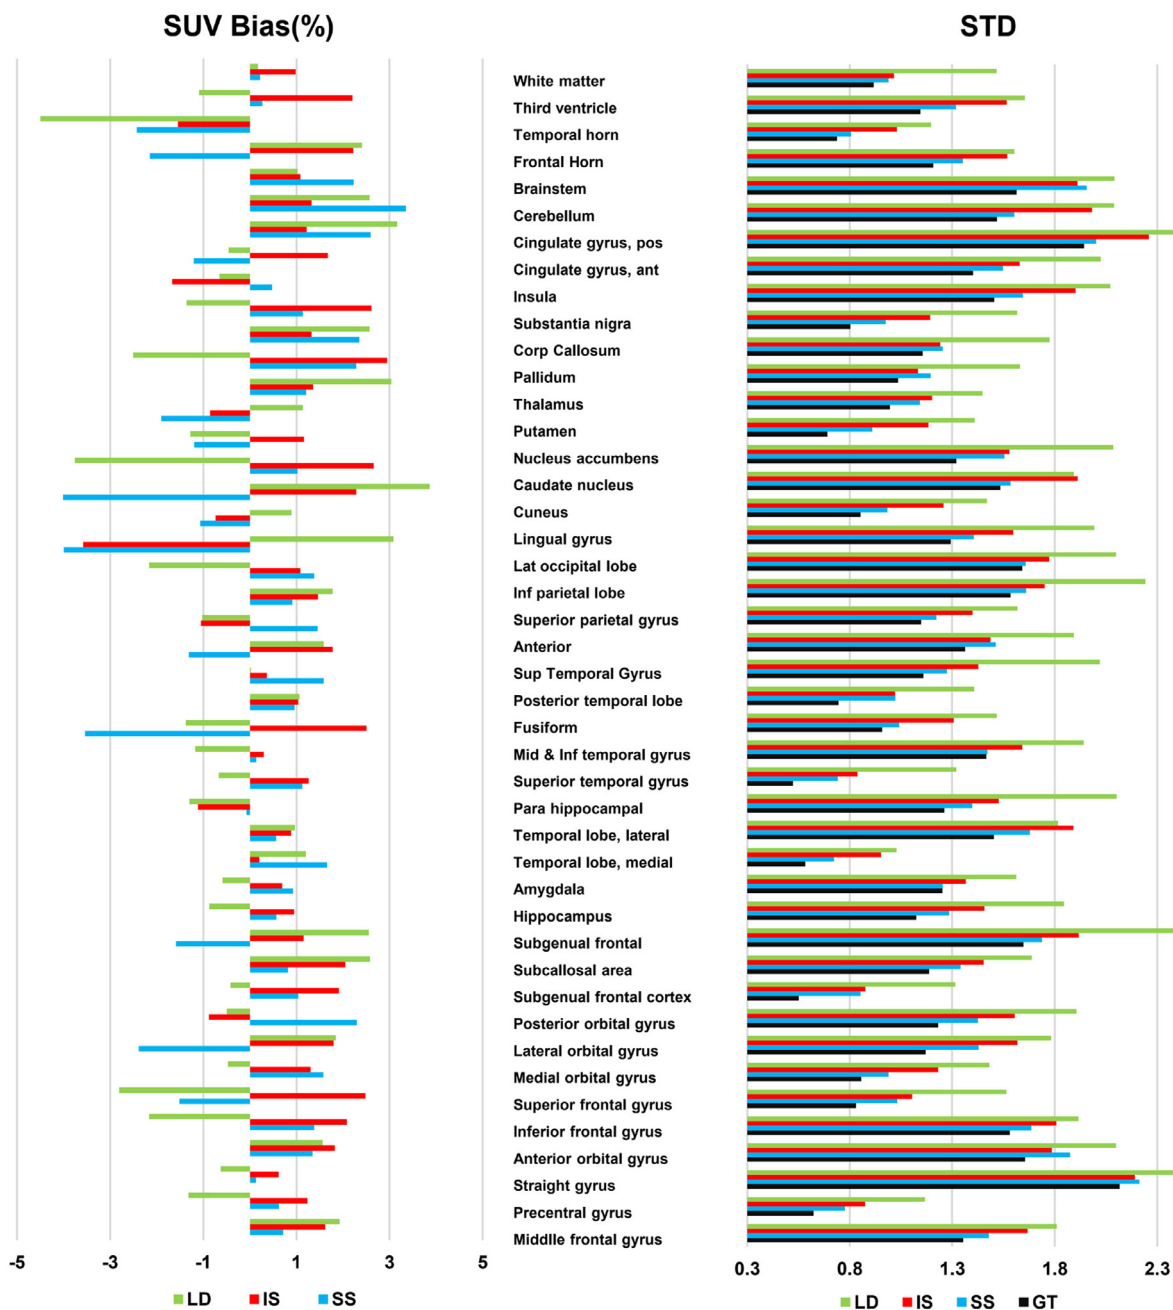 SUV Bias(%)
STD
White matter
Third ventricle
Temporal horn
Frontal Horn
Brainstem
Cerebellum
Cingulate gyrus, pos
Cingulate gyrus, ant
Insula
Substantia nigra
Corp Callosum
Pallidum
Thalamus
Putamen
Nucleus accumbens
Caudate nucleus
Cuneus
Lingual gyrus
Lat occipital lobe
Inf parietal lobe
Superior parietal gyrus
Anterior
Sup Temporal Gyrus
Posterior temporal lobe
Fusiform
Mid & Inf temporal gyrus
Superior temporal gyrus
Para hippocampal
Temporal lobe, lateral
Temporal lobe, medial
Amygdala
Hippocampus
Subgenual frontal
Subcallosal area
Subgenual frontal cortex
Posterior orbital gyrus
Lateral orbital gyrus
Medial orbital gyrus
Superior frontal gyrus
Inferior frontal gyrus
Anterior orbital gyrus
Straight gyrus
Precentral gyrus
Middlle frontal gyrus
-5 -3 -1 1 3 5
0.3 0.8 1.3 1.8 2.3
LD IS SS
LD IS SS GT